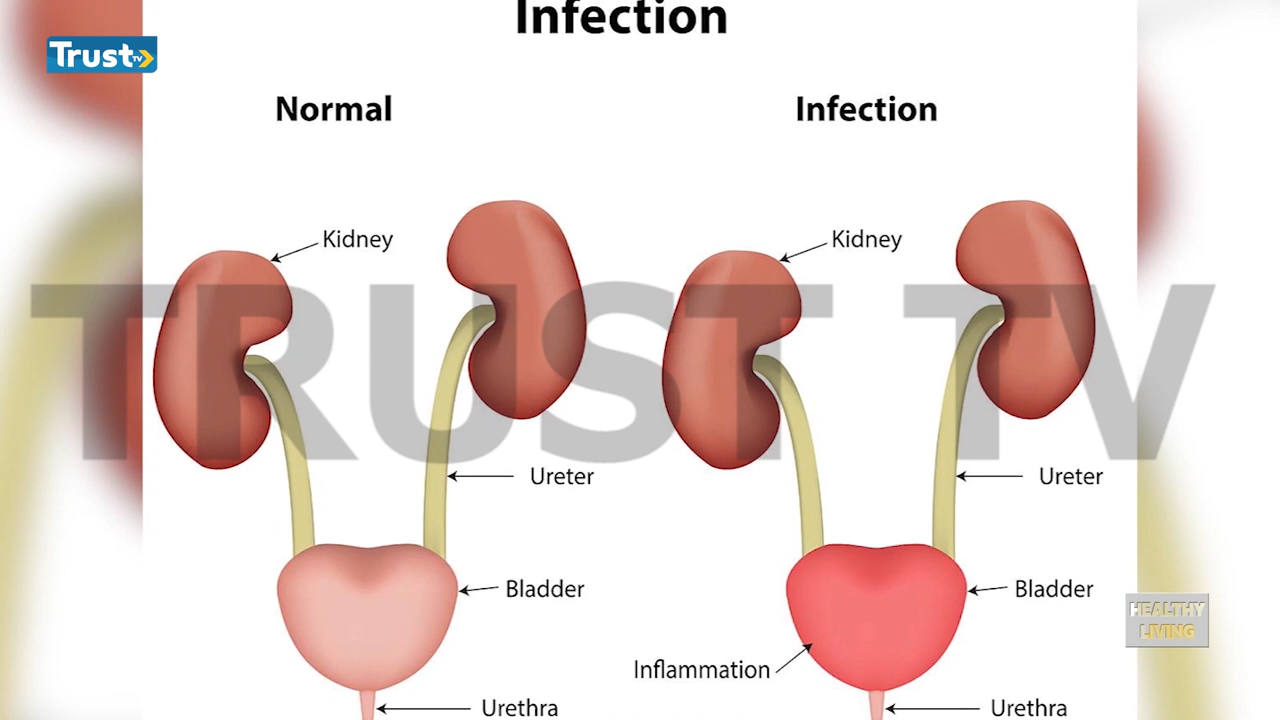 Infection
Trust TV
Normal
Infection
Kidney
Kidney
TRUST TV
Ureter
Ureter
Bladder
Bladder
HEALTHY
LIVING
Inflammation
Urethra
Urethra